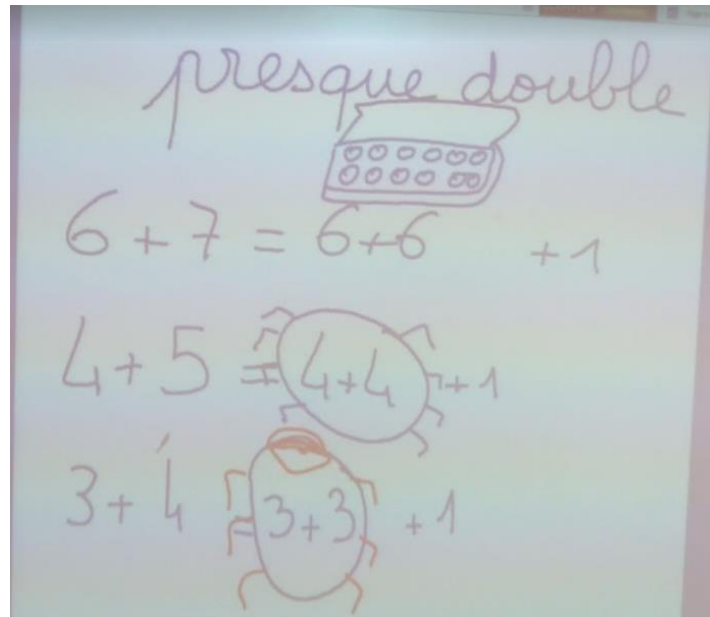 presque double
6 + 7 = 6+6 +1
4 + 5 = 4+4 +1
3 + 4 = 3+3 +1